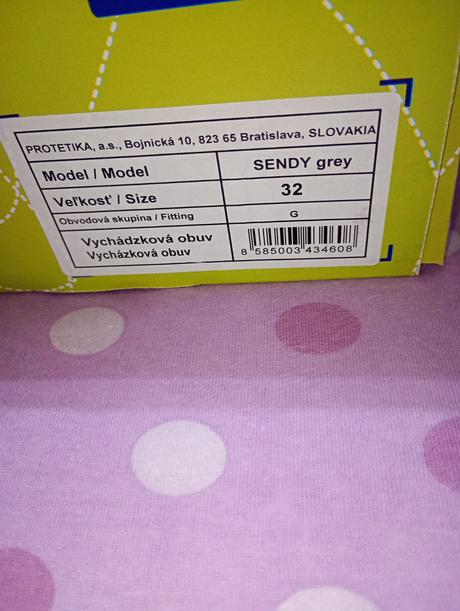 PROTETIKA, a.s., Bojnická 10, 823 65 Bratislava, SLOVAKIA
Model / Model SENDY grey
Veľkosť / Size 32
Obvodová skupina / Fitting G
Vychádzková obuv
Vycházková obuv
8 585003 434608